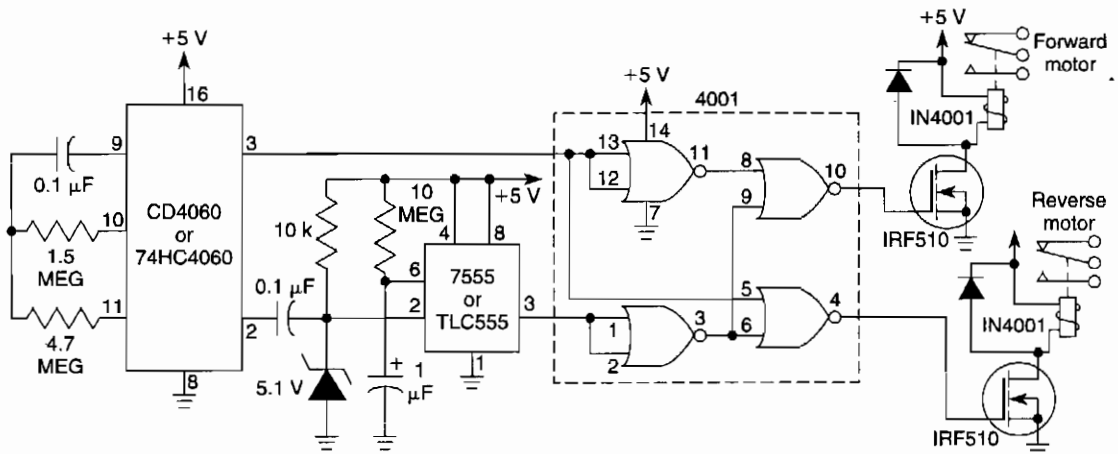 +5 V
16
9
3
0.1 µF
CD4060
or
74HC4060
10
1.5
MEG
11
4.7
MEG
2
8
0.1 µF
10 k
5.1 V
10
MEG
+5 V
4
8
6
2
7555
or
TLC555
3
1
+
1
µF
+5 V
4001
14
13
12
11
7
8
9
10
5
6
4
1
2
3
+5 V
Forward
motor
IN4001
IRF510
Reverse
motor
IN4001
IRF510